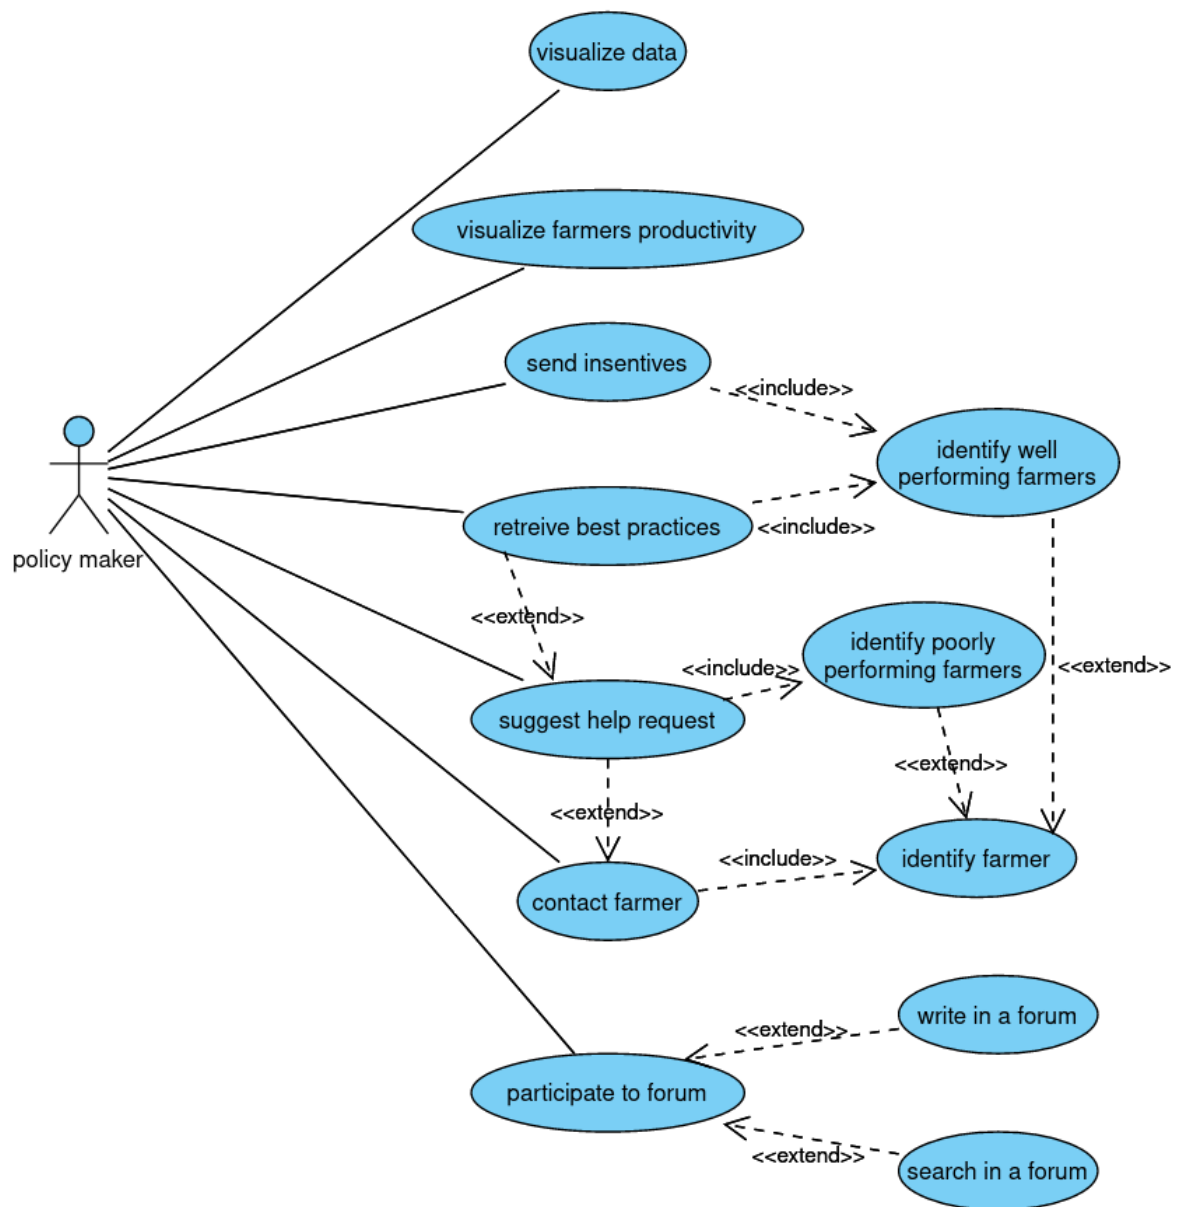 visualize data
visualize farmers productivity
send insentives
<<include>>
identify well
performing farmers
retreive best practices
<<include>>
policy maker
<<extend>>
identify poorly
performing farmers
<<include>>
<<extend>>
suggest help request
<<extend>>
<<extend>>
<<include>>
identify farmer
contact farmer
write in a forum
<<extend>>
participate to forum
<<extend>>
search in a forum